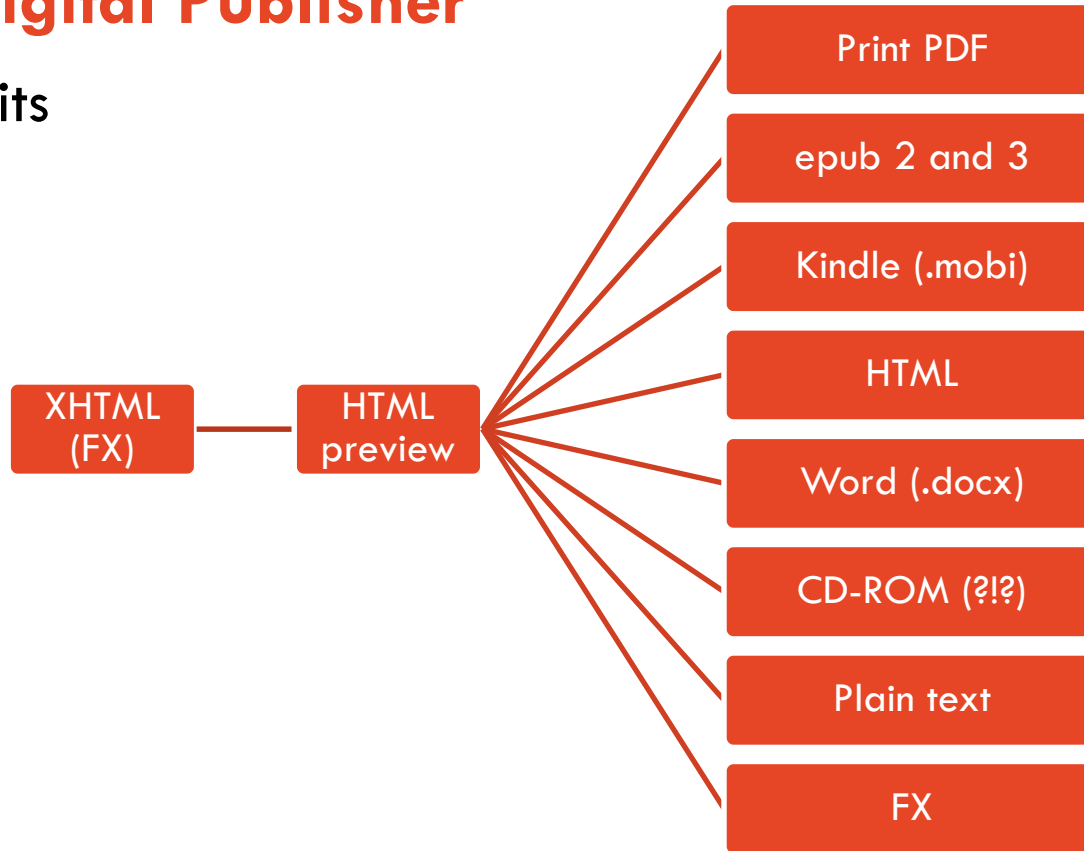 igital Publisher
its
XHTML
(FX)
HTML
preview
Print PDF
epub 2 and 3
Kindle (.mobi)
HTML
Word (.docx)
CD-ROM (?!?)
Plain text
FX